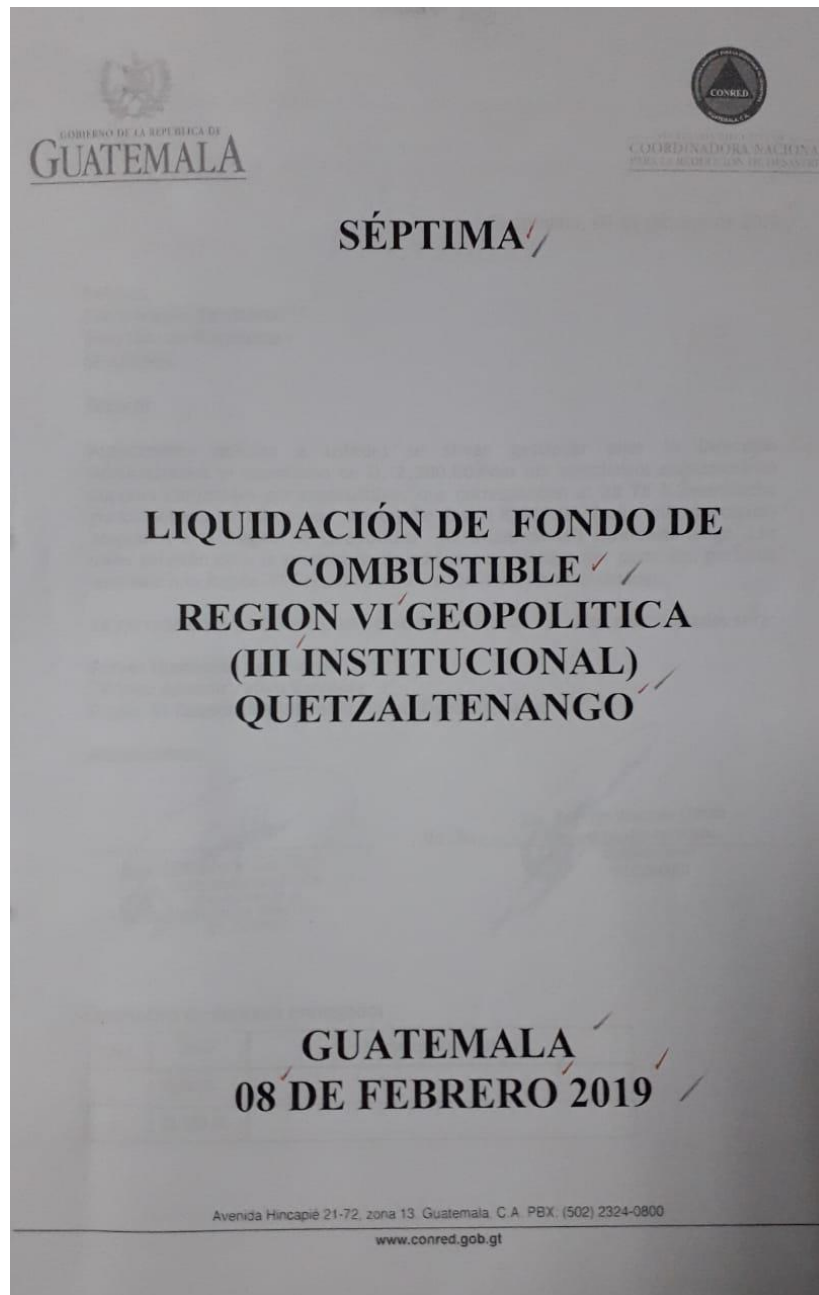 GOBIERNO DE LA REPUBLICA DE
GUATEMALA
CONRED
COORDINADORA NACIONAL
SÉPTIMA
LIQUIDACIÓN DE FONDO DE
COMBUSTIBLE
REGION VI GEOPOLITICA
(III INSTITUCIONAL)
QUETZALTENANGO
GUATEMALA
08 DE FEBRERO 2019
Avenida Hincapié 21-72, zona 13. Guatemala, C.A. PBX: (502) 2324-0800
www.conred.gob.gt